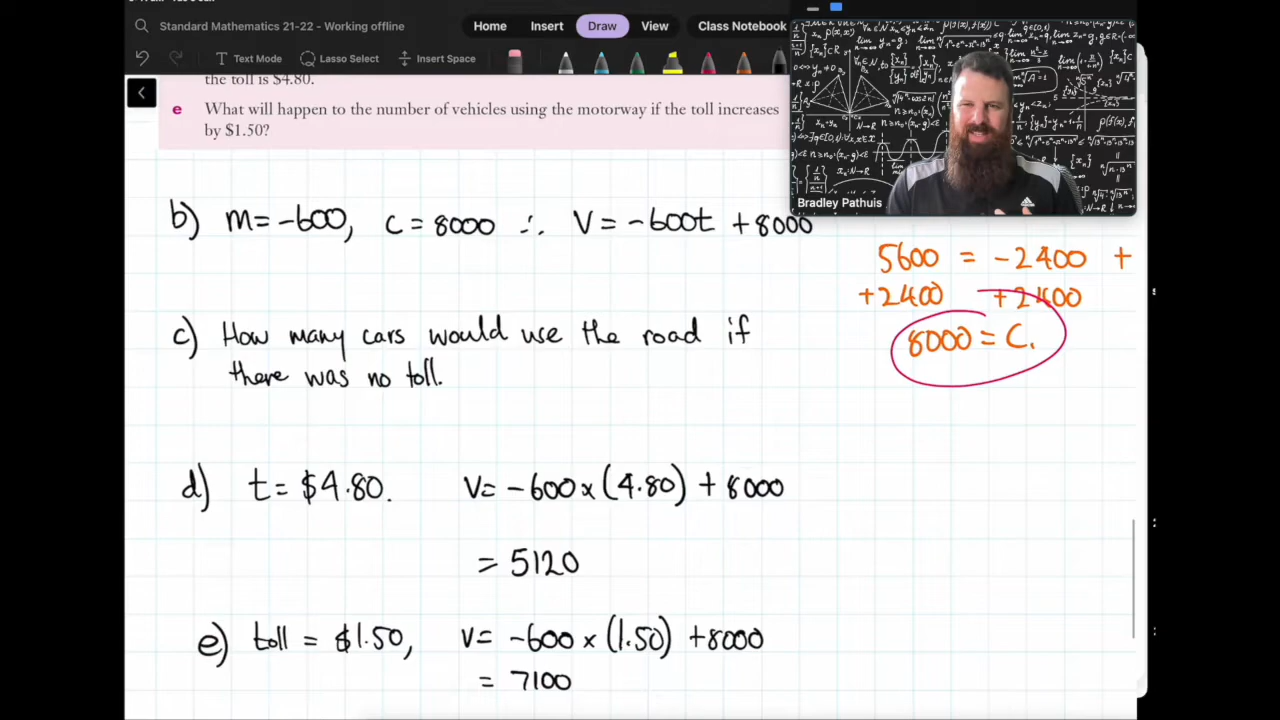 Standard Mathematics 21-22 - Working offline
Home Insert Draw View Class Notebook
Text Mode Lasso Select Insert Space
the toll is $4.80.
e What will happen to the number of vehicles using the motorway if the toll increases
by $1.50?
Bradley Pathuis
b) m = -600, c = 8000 ∴ V = -600t + 8000
5600 = -2400 +
+2400 +2400
8000 = C.
c) How many cars would use the road if
there was no toll.
d) t = $4.80. V = -600 × (4.80) + 8000
= 5120
e) toll = $1.50, V = -600 × (1.50) + 8000
= 7100